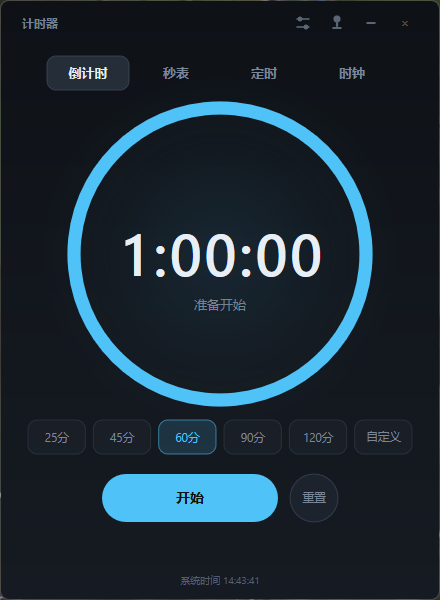 计时器
倒计时 秒表 定时 时钟
1:00:00
准备开始
25分 45分 60分 90分 120分 自定义
开始 重置
系统时间 14:43:41